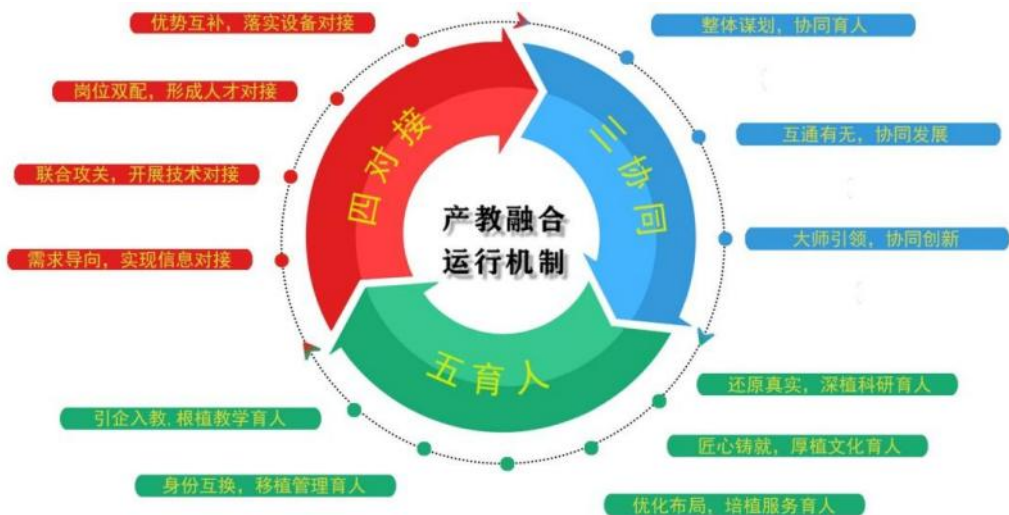 优势互补，落实设备对接
整体谋划，协同育人
岗位双配，形成人才对接
互通有无，协同发展
联合攻关，开展技术对接
大师引领，协同创新
需求导向，实现信息对接
四对接
三协同
五育人
产教融合
运行机制
还原真实，深植科研育人
引企入教,根植教学育人
匠心铸就，厚植文化育人
身份互换，移植管理育人
优化布局，培植服务育人